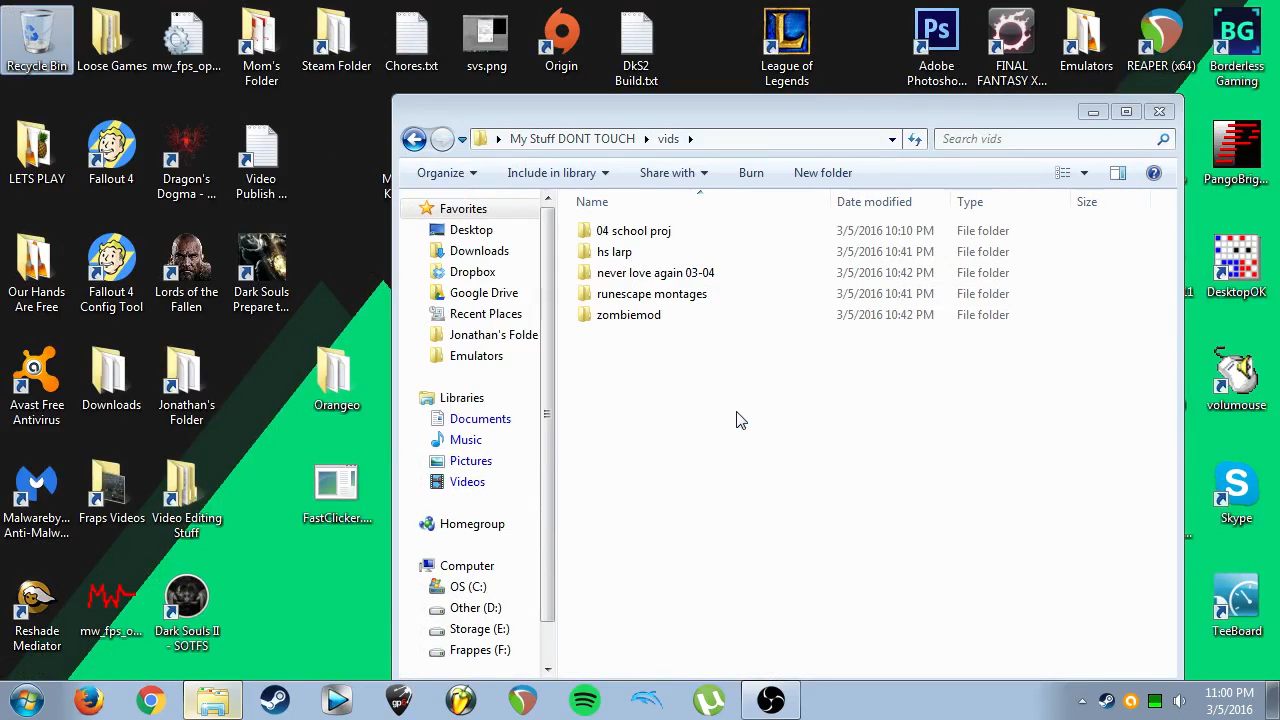 Recycle Bin
Loose Games
mw_fps_op...
Mom's
Folder
Steam Folder
Chores.txt
svs.png
Origin
DkS2
Build.txt
League of
Legends
Adobe
Photosho...
FINAL
FANTASY X...
Emulators
REAPER (x64)
BG
Borderless
Gaming
LETS PLAY
Fallout 4
Dragon's
Dogma - ...
Video
Publish ...
Our Hands
Are Free
Fallout 4
Config Tool
Lords of the
Fallen
Dark Souls
Prepare t...
Avast Free
Antivirus
Downloads
Jonathan's
Folder
Orangeo
Malwareby...
Anti-Malw...
Fraps Videos
Video Editing
Stuff
FastClicker....
Reshade
Mediator
mw_fps_o...
Dark Souls II
- SOTFS
DONT TOUCH
vids
Search vids
Organize
Burn
New folder
Favorites
Desktop
Downloads
Dropbox
Google Drive
Recent Places
Jonathan's Folde
Emulators
Libraries
Documents
Music
Pictures
Videos
Homegroup
Computer
OS (C:)
Other (D:)
Storage (E:)
Frappes (F:)
Name
Date modified
Type
Size
04 school proj
3/5/2016 10:10 PM
File folder
hs larp
3/5/2016 10:41 PM
File folder
never love again
3/5/2016 10:42 PM
File folder
runescape montages
3/5/2016 10:41 PM
File folder
zombiemod
3/5/2016 10:42 PM
File folder
PangoBrig...
DesktopOK
volumouse
Skype
TeeBoard
11:00 PM
3/5/2016